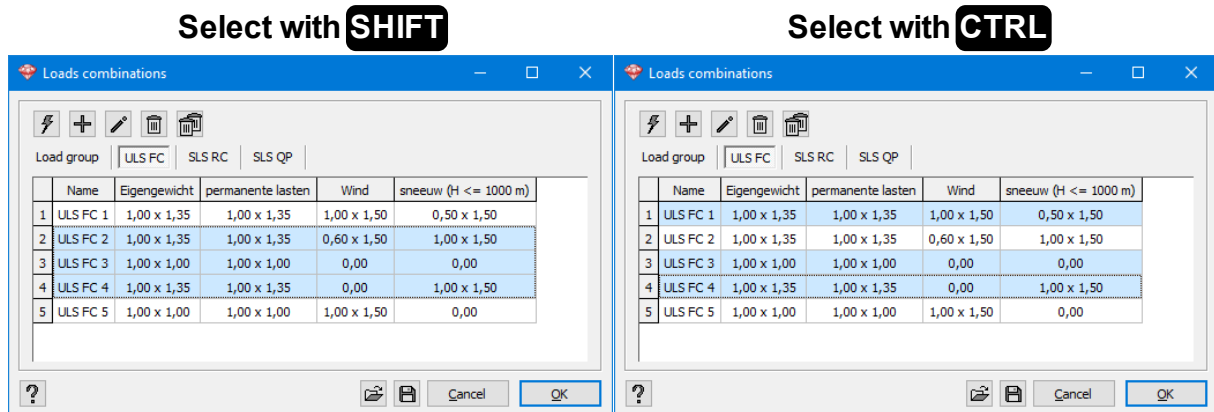 Select with SHIFT
Loads combinations
Load group ULS FC SLS RC SLS QP
Name Eigengewicht permanente lasten Wind sneeuw (H <= 1000 m)
1 ULS FC 1 1,00 x 1,35 1,00 x 1,35 1,00 x 1,50 0,50 x 1,50
2 ULS FC 2 1,00 x 1,35 1,00 x 1,35 0,60 x 1,50 1,00 x 1,50
3 ULS FC 3 1,00 x 1,00 1,00 x 1,00 0,00 0,00
4 ULS FC 4 1,00 x 1,35 1,00 x 1,35 0,00 1,00 x 1,50
5 ULS FC 5 1,00 x 1,00 1,00 x 1,00 1,00 x 1,50 0,00
? Cancel OK
Select with CTRL
Loads combinations
Load group ULS FC SLS RC SLS QP
Name Eigengewicht permanente lasten Wind sneeuw (H <= 1000 m)
1 ULS FC 1 1,00 x 1,35 1,00 x 1,35 1,00 x 1,50 0,50 x 1,50
2 ULS FC 2 1,00 x 1,35 1,00 x 1,35 0,60 x 1,50 1,00 x 1,50
3 ULS FC 3 1,00 x 1,00 1,00 x 1,00 0,00 0,00
4 ULS FC 4 1,00 x 1,35 1,00 x 1,35 0,00 1,00 x 1,50
5 ULS FC 5 1,00 x 1,00 1,00 x 1,00 1,00 x 1,50 0,00
? Cancel OK